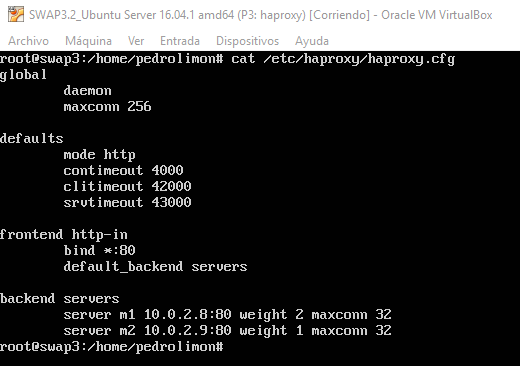 SWAP3.2_Ubuntu Server 16.04.1 amd64 (P3: haproxy) [Corriendo] - Oracle VM VirtualBox
Archivo Máquina Ver Entrada Dispositivos Ayuda
root@swap3:/home/pedrolimon# cat /etc/haproxy/haproxy.cfg
global
        daemon
        maxconn 256

defaults
        mode http
        contimeout 4000
        clitimeout 42000
        srvtimeout 43000

frontend http-in
        bind *:80
        default_backend servers

backend servers
        server m1 10.0.2.8:80 weight 2 maxconn 32
        server m2 10.0.2.9:80 weight 1 maxconn 32
root@swap3:/home/pedrolimon#